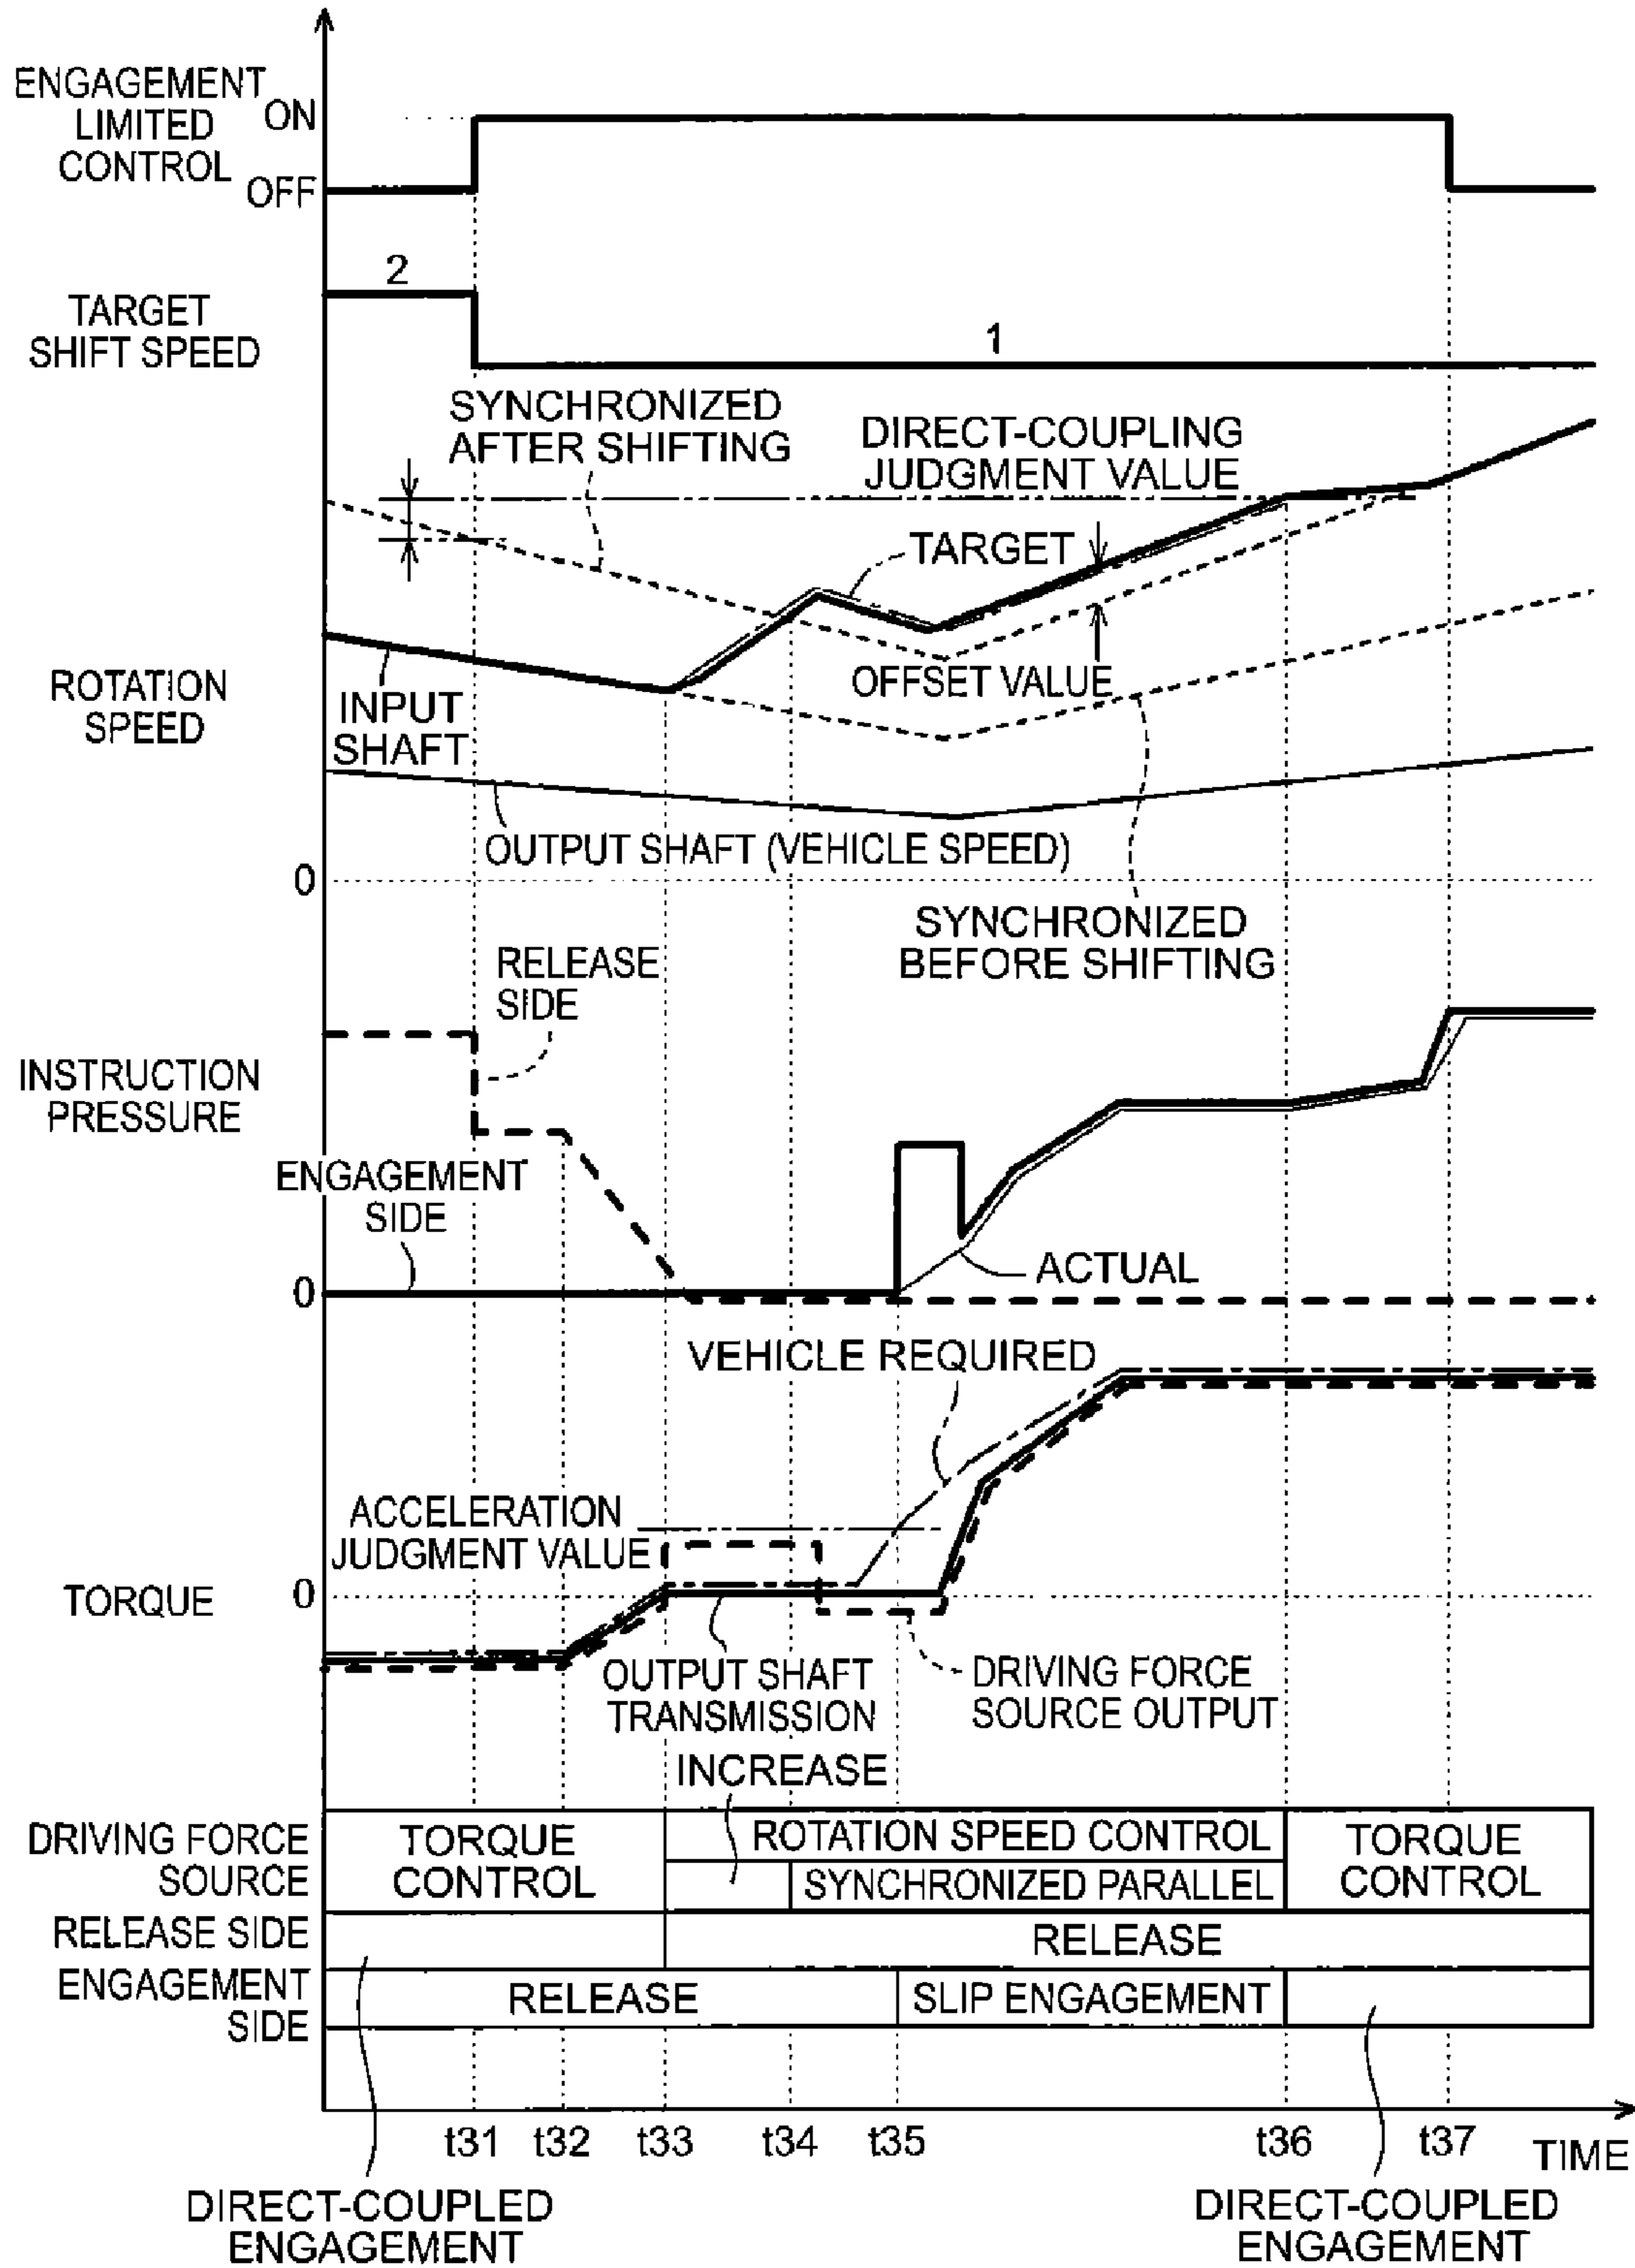 ENGAGEMENT
LIMITED
CONTROL
ON
OFF
2
TARGET
SHIFT SPEED
1
SYNCHRONIZED
AFTER SHIFTING
DIRECT-COUPLING
JUDGMENT VALUE
TARGET
ROTATION
SPEED
INPUT
SHAFT
OFFSET VALUE
OUTPUT SHAFT (VEHICLE SPEED)
0
SYNCHRONIZED
BEFORE SHIFTING
RELEASE
SIDE
INSTRUCTION
PRESSURE
ENGAGEMENT
SIDE
0
ACTUAL
VEHICLE REQUIRED
ACCELERATION
JUDGMENT VALUE
TORQUE
0
OUTPUT SHAFT
TRANSMISSION
DRIVING FORCE
SOURCE OUTPUT
INCREASE
DRIVING FORCE
SOURCE
TORQUE
CONTROL
ROTATION SPEED CONTROL
SYNCHRONIZED PARALLEL
TORQUE
CONTROL
RELEASE SIDE
RELEASE
ENGAGEMENT
SIDE
RELEASE
SLIP ENGAGEMENT
t31 t32 t33 t34 t35 t36 t37 TIME
DIRECT-COUPLED
ENGAGEMENT
DIRECT-COUPLED
ENGAGEMENT